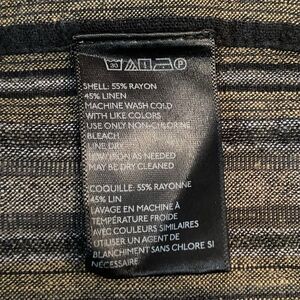 30 P
SHELL: 55% RAYON
45% LINEN
MACHINE WASH COLD
WITH LIKE COLORS
USE ONLY NON-CHLORINE
BLEACH
LINE DRY
LOW IRON AS NEEDED
MAY BE DRY CLEANED
COQUILLE: 55% RAYONNE
45% LIN
LAVAGE EN MACHINE À
TEMPÉRATURE FROIDE
AVEC COULEURS SIMILAIRES
UTILISER UN AGENT DE
BLANCHIMENT SANS CHLORE SI
NÉCESSAIRE